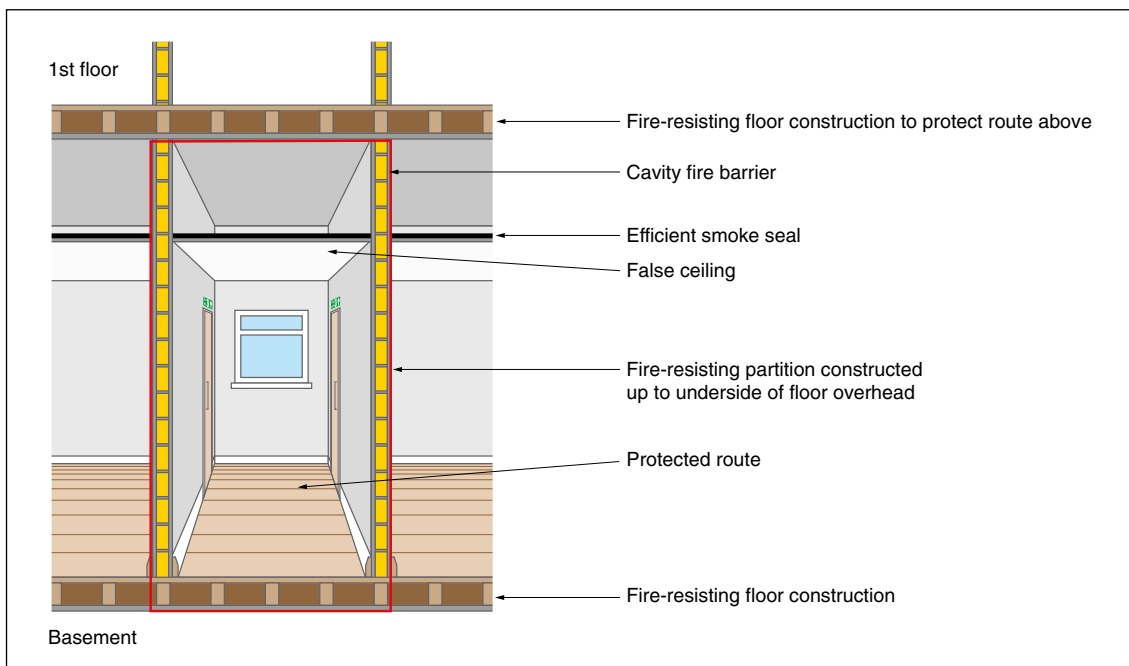 1st floor
Fire-resisting floor construction to protect route above
Cavity fire barrier
Efficient smoke seal
False ceiling
Fire-resisting partition constructed
up to underside of floor overhead
Protected route
Fire-resisting floor construction
Basement